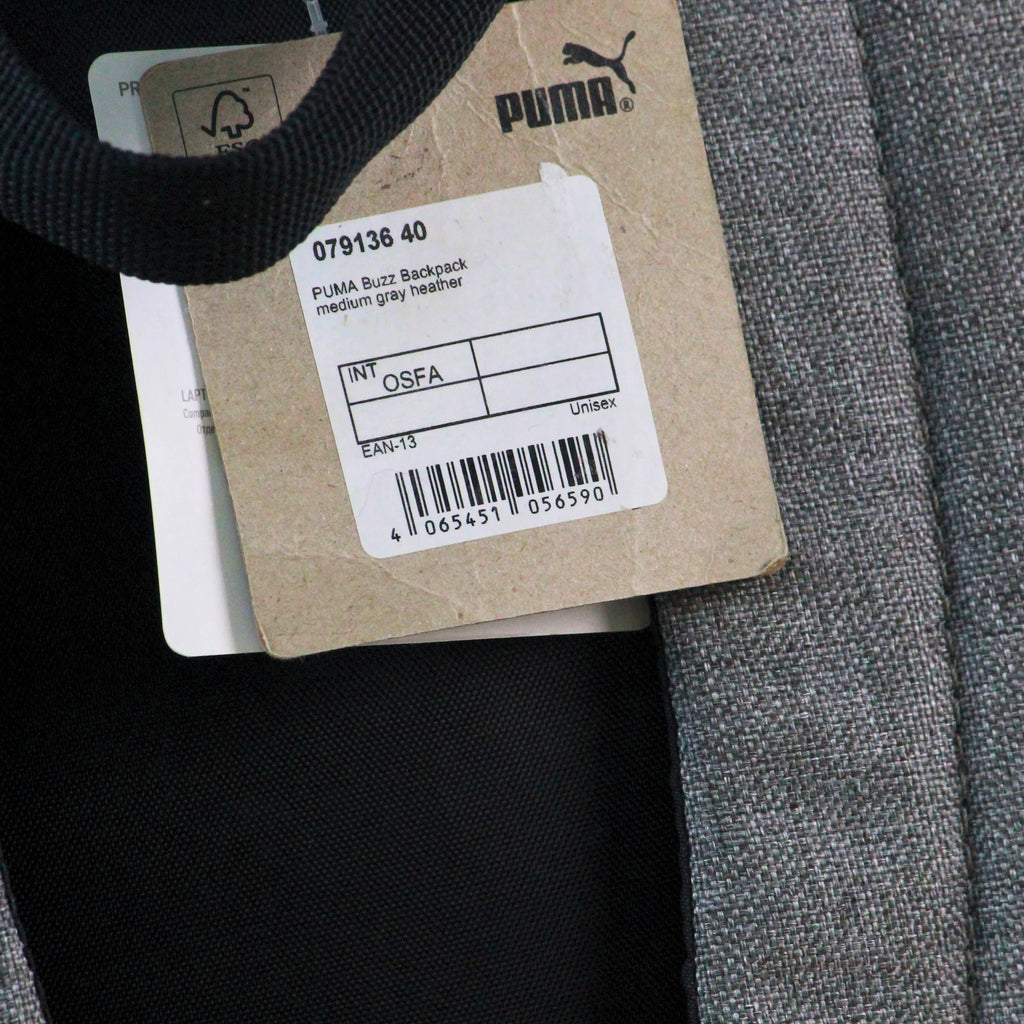 PUMA®
079136 40
PUMA Buzz Backpack
medium gray heather
INT OSFA
Unisex
EAN-13
4 065451 056590